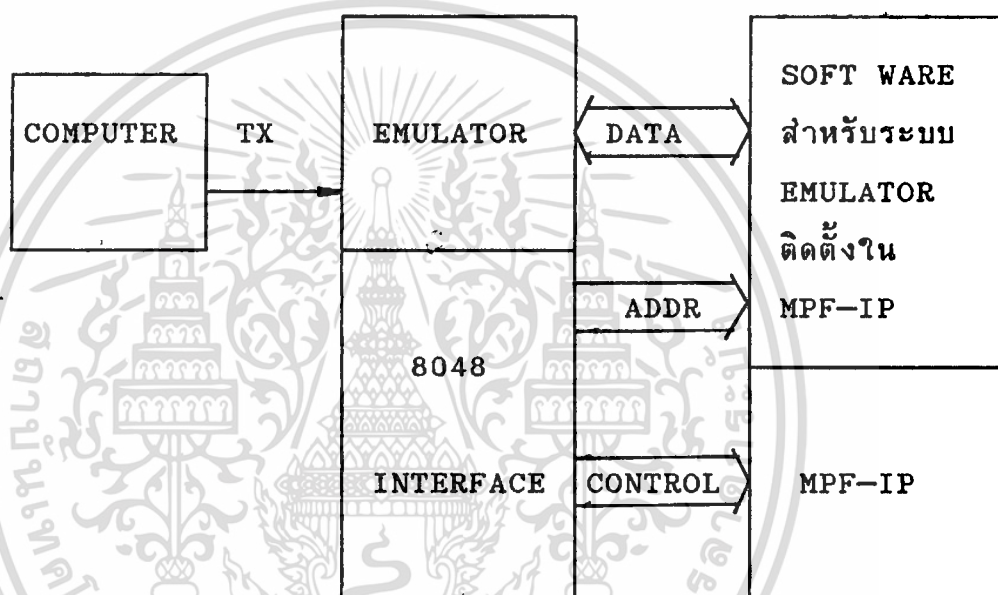 COMPUTER
TX
EMULATOR
8048
INTERFACE
DATA
ADDR
CONTROL
SOFT WARE
สำหรับระบบ
EMULATOR
ติดตั้งใน
MPF-IP
MPF-IP